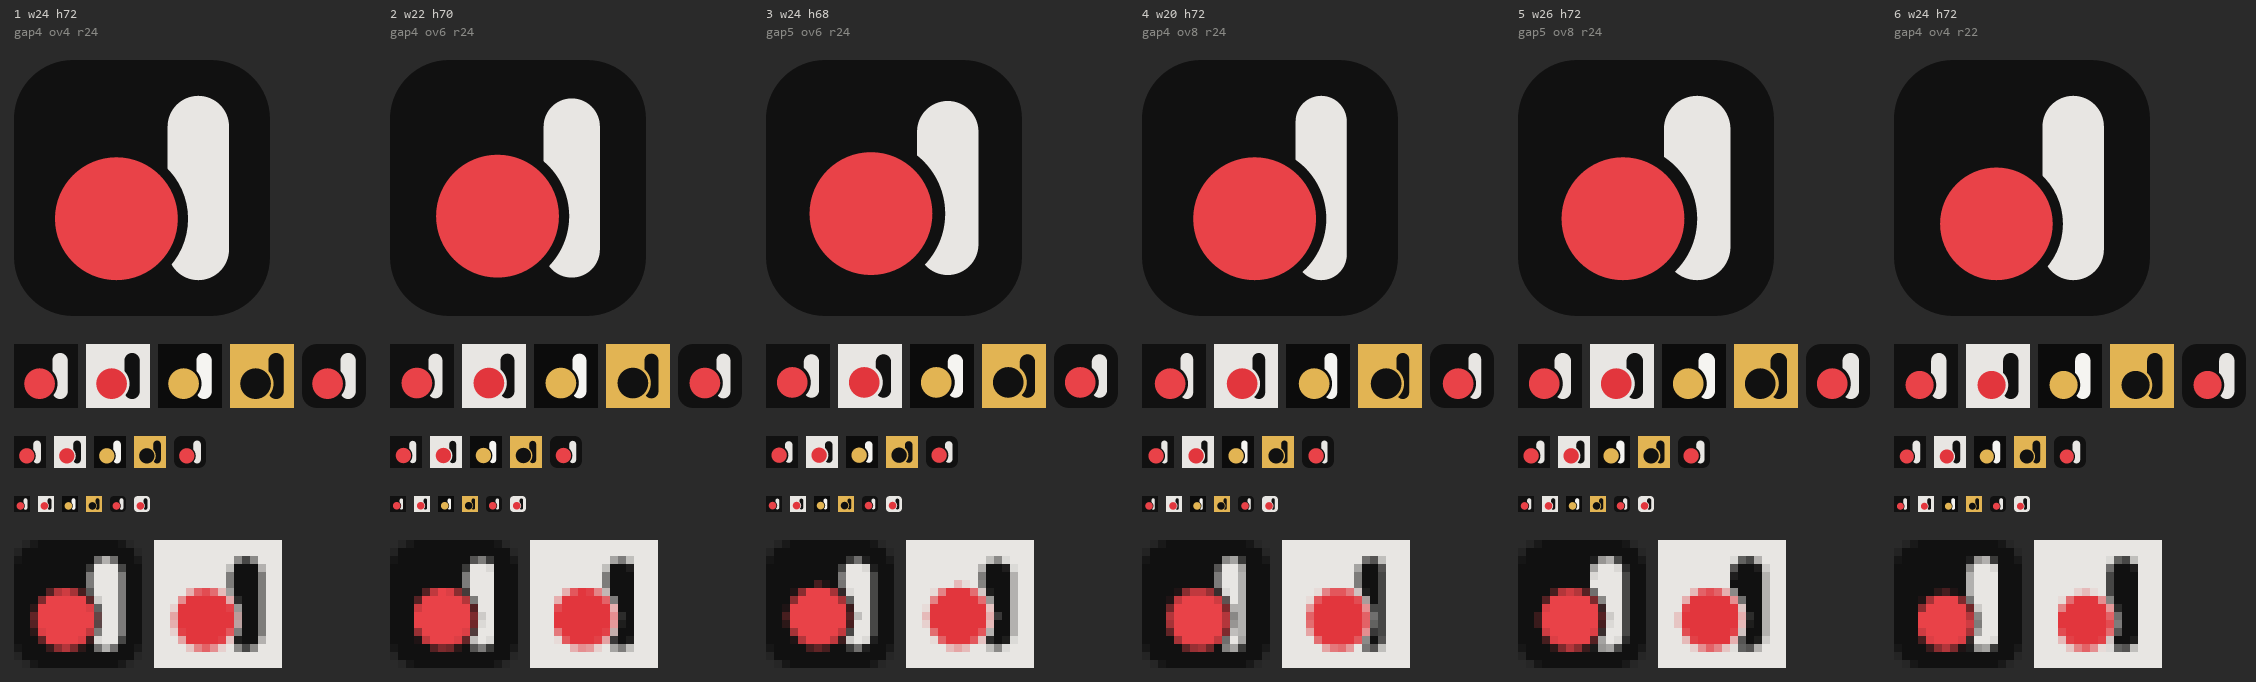 1 w24 h72
gap4 ov4 r24
2 w22 h70
gap4 ov6 r24
3 w24 h68
gap5 ov6 r24
4 w20 h72
gap4 ov8 r24
5 w26 h72
gap5 ov8 r24
6 w24 h72
gap4 ov4 r22